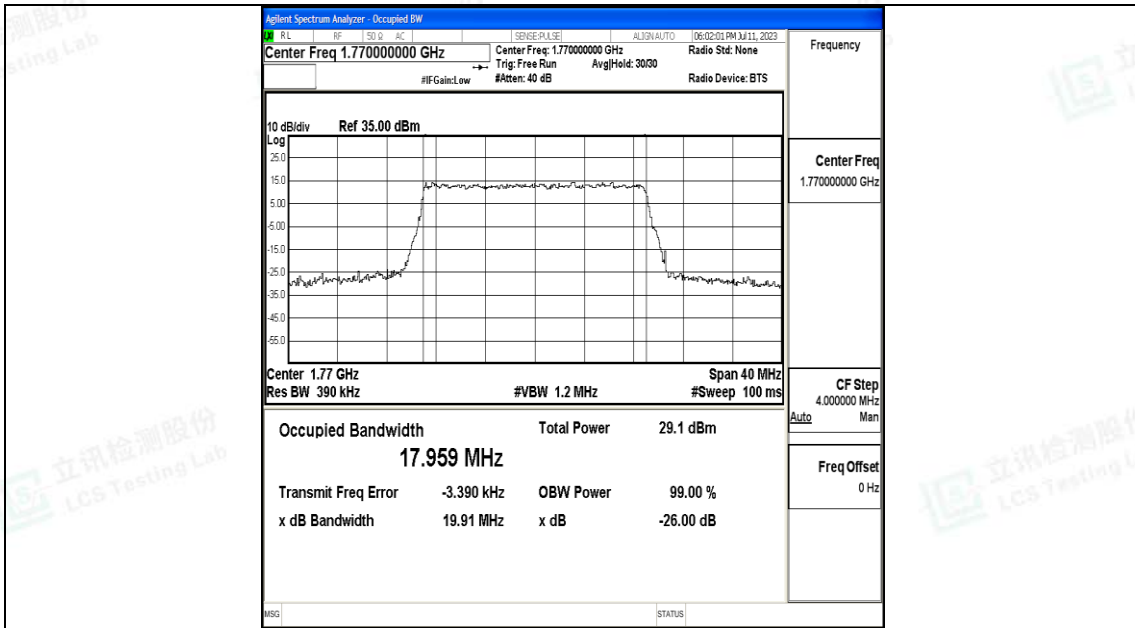 Agilent Spectrum Analyzer - Occupied BW
RL RF 50 Ω AC SENSE:PULSE ALIGN AUTO 06:02:01 PM Jul 11, 2023
Center Freq 1.770000000 GHz
Center Freq: 1.770000000 GHz
Radio Std: None
Trig: Free Run Avg|Hold: 30/30
#IFGain:Low #Atten: 40 dB Radio Device: BTS
Frequency
10 dB/div Ref 35.00 dBm
Log
25.0
15.0
5.00
-5.00
-15.0
-25.0
-35.0
-45.0
-55.0
Center 1.77 GHz Span 40 MHz
Res BW 390 kHz #VBW 1.2 MHz #Sweep 100 ms
Center Freq
1.770000000 GHz
CF Step
4.000000 MHz
Auto Man
Freq Offset
0 Hz
Occupied Bandwidth Total Power 29.1 dBm
17.959 MHz
Transmit Freq Error -3.390 kHz OBW Power 99.00 %
x dB Bandwidth 19.91 MHz x dB -26.00 dB
MSG STATUS
立讯检测股份
LCS Testing Lab
立讯检测股份